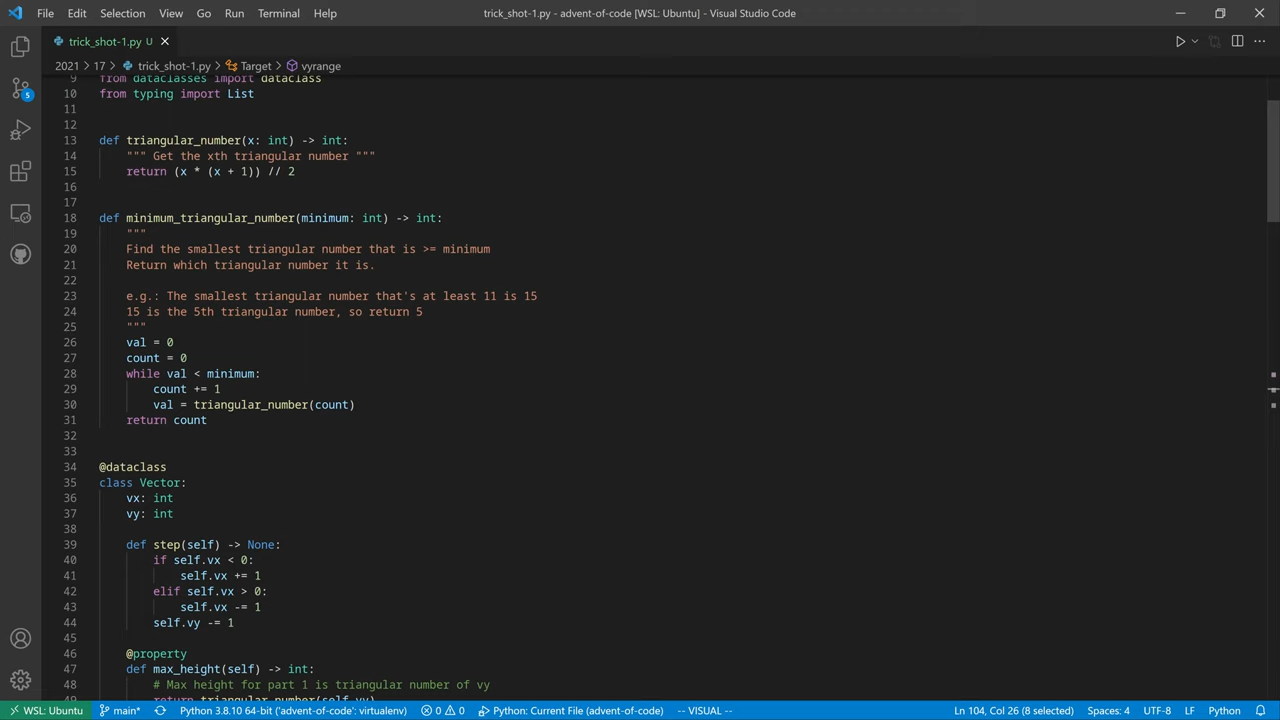 File Edit Selection View Go Run Terminal Help trick_shot-1.py - advent-of-code [WSL: Ubuntu] - Visual Studio Code
trick_shot-1.py U
2021 > 17 > trick_shot-1.py > Target > vyrange
9 from dataclasses import dataclass
10 from typing import List
11
12
13 def triangular_number(x: int) -> int:
14 """ Get the xth triangular number """
15 return (x * (x + 1)) // 2
16
17
18 def minimum_triangular_number(minimum: int) -> int:
19 """
20 Find the smallest triangular number that is >= minimum
21 Return which triangular number it is.
22
23 e.g.: The smallest triangular number that's at least 11 is 15
24 15 is the 5th triangular number, so return 5
25 """
26 val = 0
27 count = 0
28 while val < minimum:
29 count += 1
30 val = triangular_number(count)
31 return count
32
33
34 @dataclass
35 class Vector:
36 vx: int
37 vy: int
38
39 def step(self) -> None:
40 if self.vx < 0:
41 self.vx += 1
42 elif self.vx > 0:
43 self.vx -= 1
44 self.vy -= 1
45
46 @property
47 def max_height(self) -> int:
48 # Max height for part 1 is triangular number of vy
49 return triangular_number(self.vy)
5
WSL: Ubuntu main* Python 3.8.10 64-bit ('advent-of-code': virtualenv) 0 0 Python: Current File (advent-of-code) -- VISUAL -- Ln 104, Col 26 (8 selected) Spaces: 4 UTF-8 LF Python